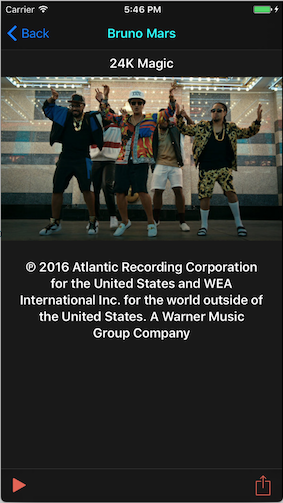 Carrier 5:46 PM
Back Bruno Mars
24K Magic
℗ 2016 Atlantic Recording Corporation
for the United States and WEA
International Inc. for the world outside of
the United States. A Warner Music
Group Company